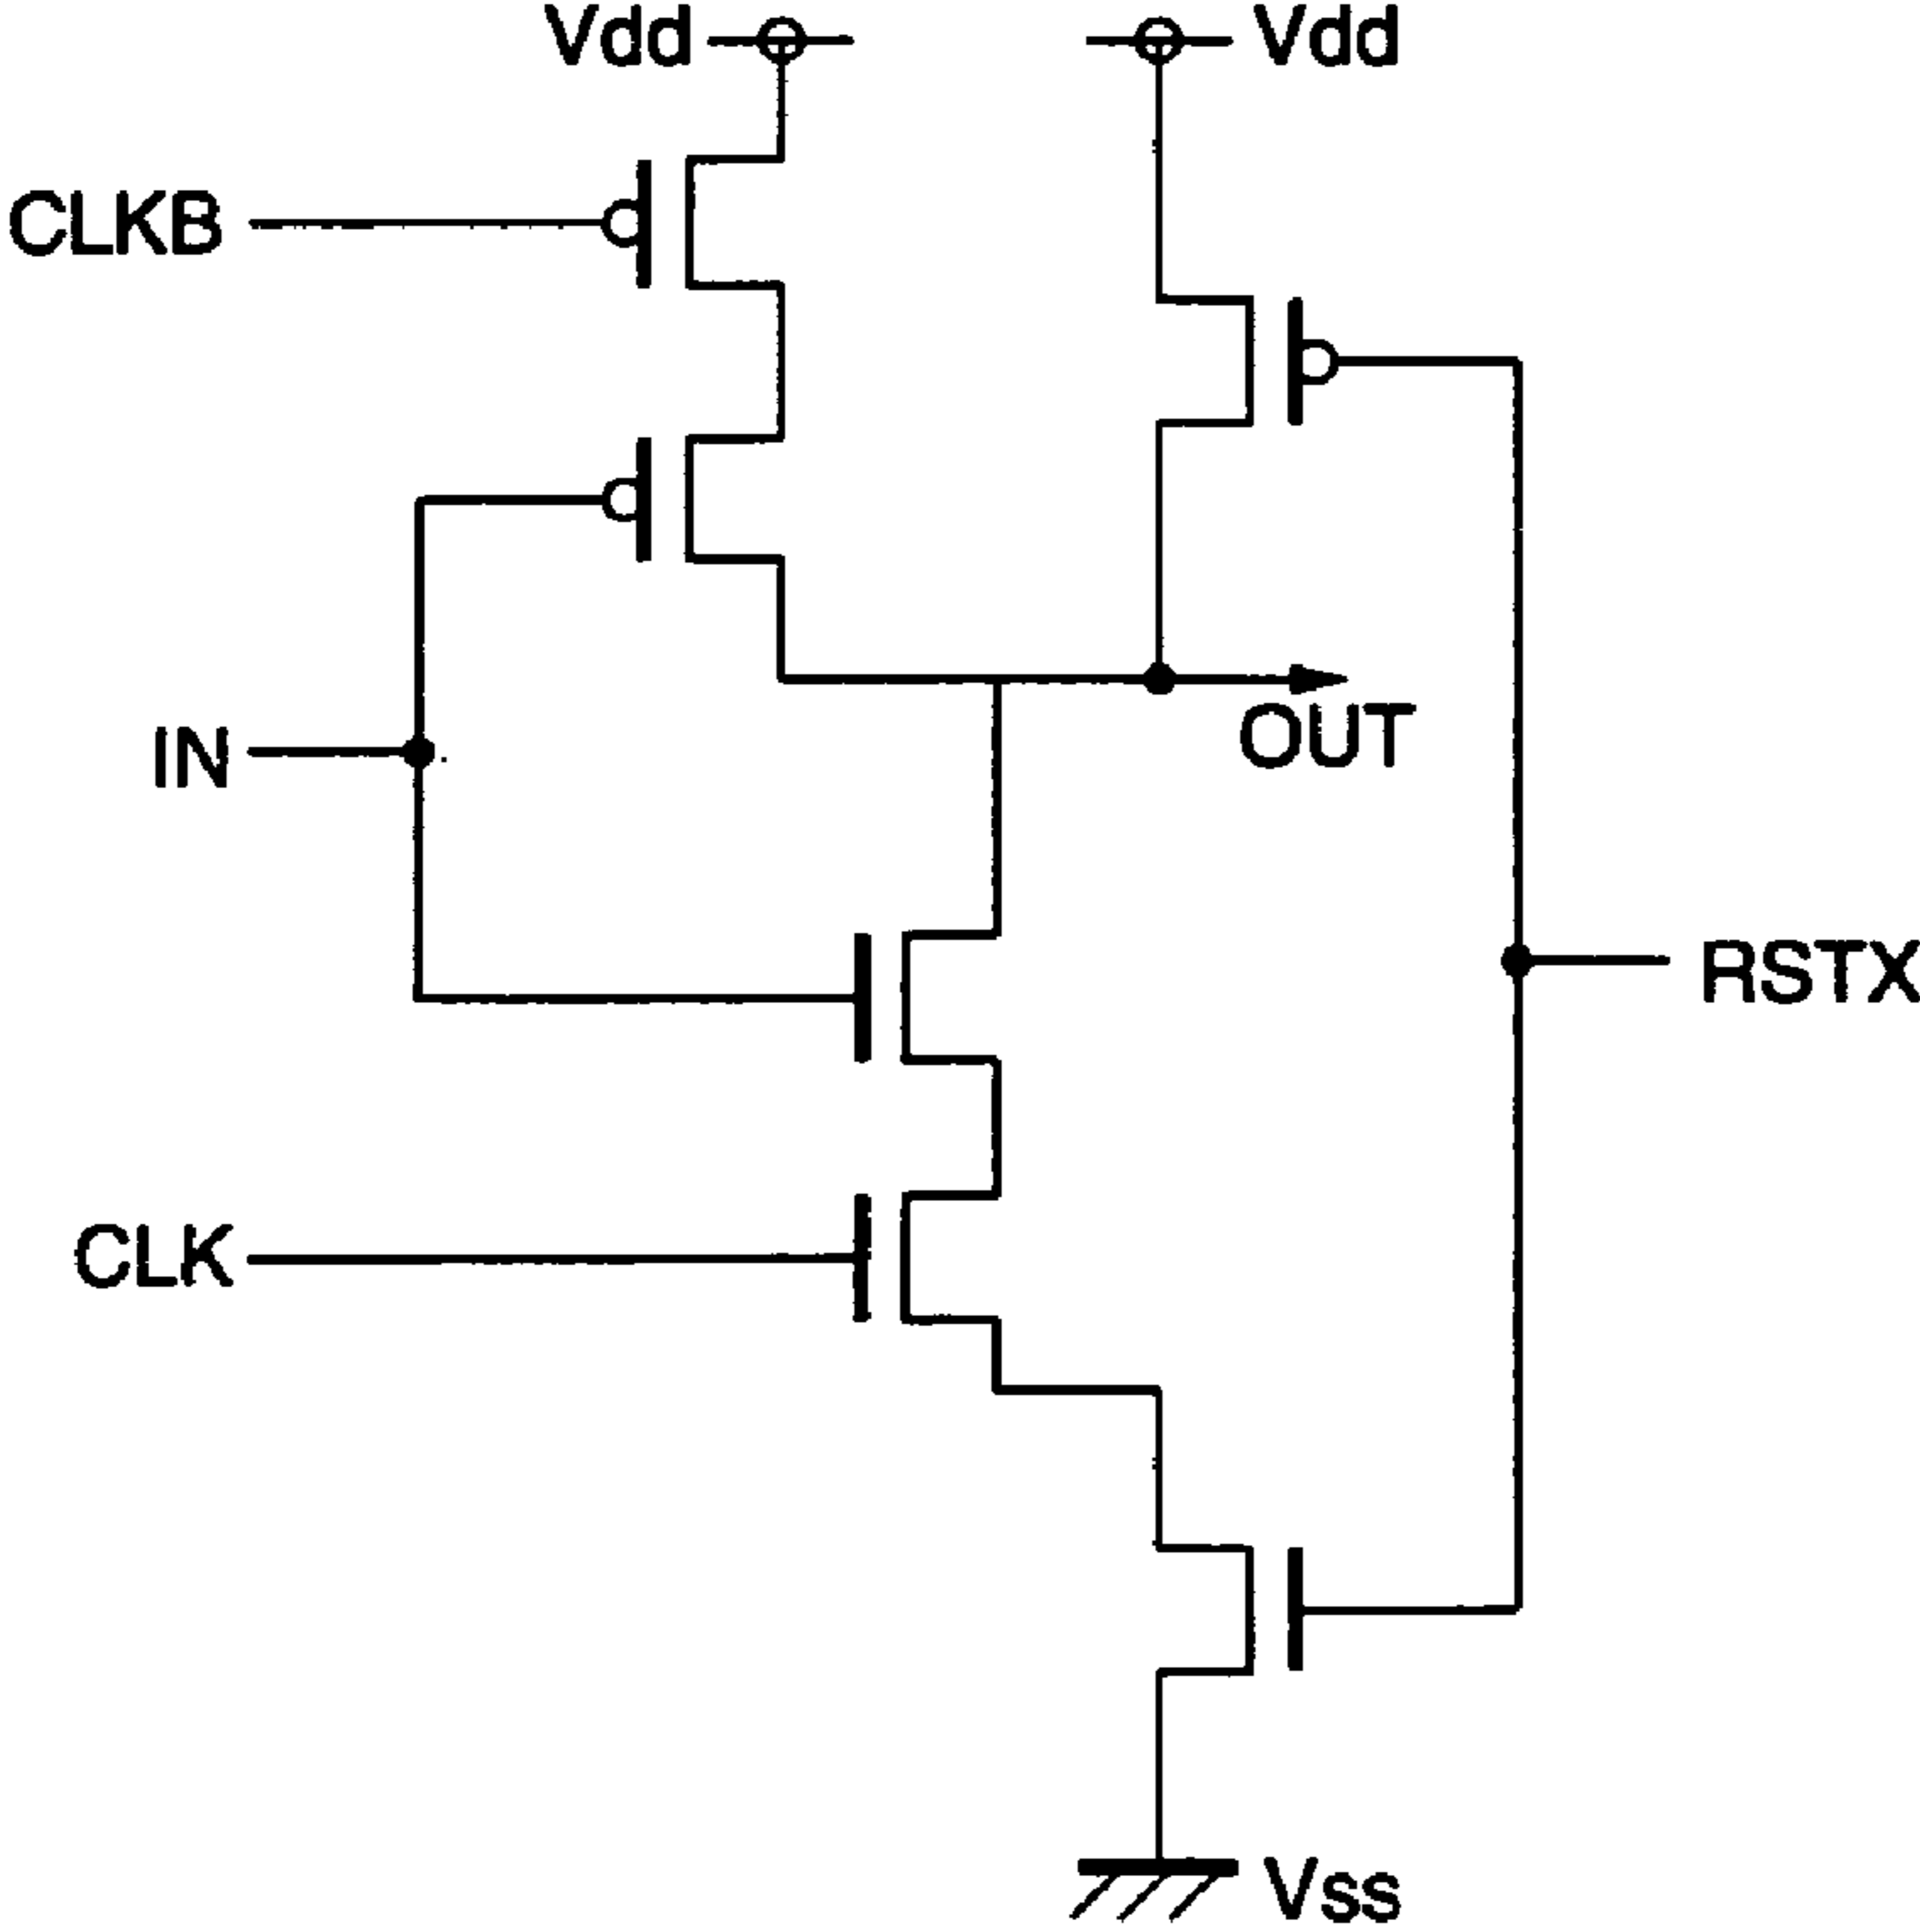 Vdd
Vdd
CLKB
OUT
IN
RSTX
CLK
Vss